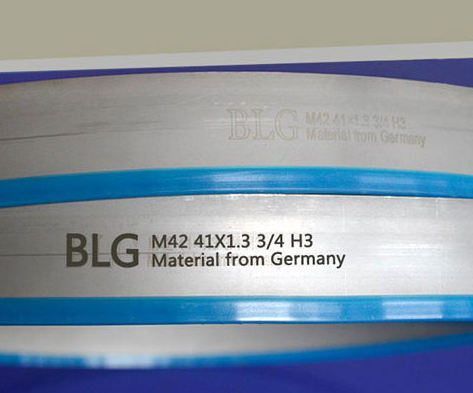 BLG M42 41x1.3 3/4 H3
Material from Germany
BLG M42 41X1.3 3/4 H3
Material from Germany